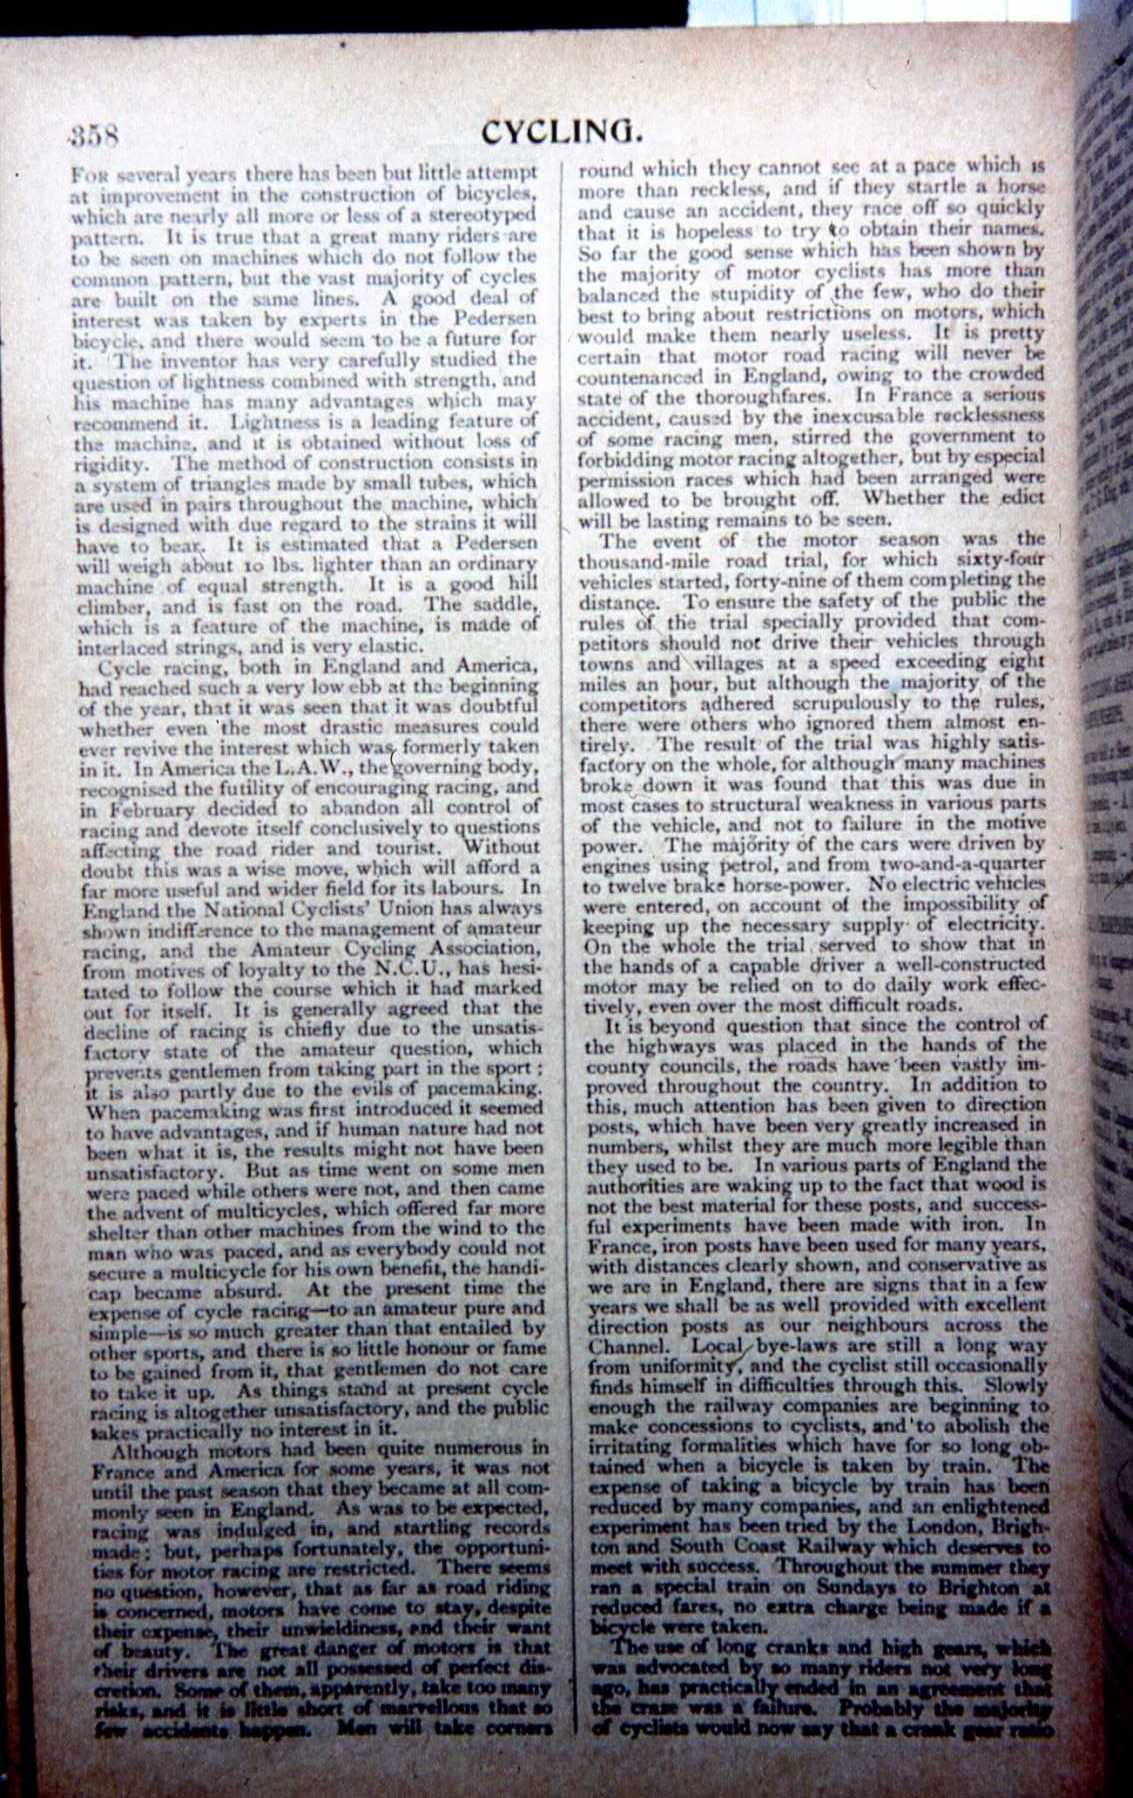 358
CYCLING.
FOR several years there has been but little attempt
at improvement in the construction of bicycles,
which are nearly all more or less of a stereotyped
pattern. It is true that a great many riders are
to be seen on machines which do not follow the
common pattern, but the vast majority of cycles
are built on the same lines. A good deal of
interest was taken by experts in the Pedersen
bicycle, and there would seem to be a future for
it. The inventor has very carefully studied the
question of lightness combined with strength, and
his machine has many advantages which may
recommend it. Lightness is a leading feature of
the machine, and it is obtained without loss of
rigidity. The method of construction consists in
a system of triangles made by small tubes, which
are used in pairs throughout the machine, which
is designed with due regard to the strains it will
have to bear. It is estimated that a Pedersen
will weigh about 10 lbs. lighter than an ordinary
machine of equal strength. It is a good hill
climber, and is fast on the road. The saddle,
which is a feature of the machine, is made of
interlaced strings, and is very elastic.
Cycle racing, both in England and America,
had reached such a very low ebb at the beginning
of the year, that it was seen that it was doubtful
whether even the most drastic measures could
ever revive the interest which was formerly taken
in it. In America the L.A.W., the governing body,
recognised the futility of encouraging racing, and
in February decided to abandon all control of
racing and devote itself conclusively to questions
affecting the road rider and tourist. Without
doubt this was a wise move, which will afford a
far more useful and wider field for its labours. In
England the National Cyclists' Union has always
shown indifference to the management of amateur
racing, and the Amateur Cycling Association,
from motives of loyalty to the N.C.U., has hesi-
tated to follow the course which it had marked
out for itself. It is generally agreed that the
decline of racing is chiefly due to the unsatis-
factory state of the amateur question, which
prevents gentlemen from taking part in the sport;
it is also partly due to the evils of pacemaking.
When pacemaking was first introduced it seemed
to have advantages, and if human nature had not
been what it is, the results might not have been
unsatisfactory. But as time went on some men
were paced while others were not, and then came
the advent of multicycles, which offered far more
shelter than other machines from the wind to the
man who was paced, and as everybody could not
secure a multicycle for his own benefit, the handi-
cap became absurd. At the present time the
expense of cycle racing—to an amateur pure and
simple—is so much greater than that entailed by
other sports, and there is so little honour or fame
to be gained from it, that gentlemen do not care
to take it up. As things stand at present cycle
racing is altogether unsatisfactory, and the public
takes practically no interest in it.
Although motors had been quite numerous in
France and America for some years, it was not
until the past season that they became at all com-
monly seen in England. As was to be expected,
racing was indulged in, and startling records
made; but, perhaps fortunately, the opportuni-
ties for motor racing are restricted. There seems
no question, however, that as far as road riding
is concerned, motors have come to stay, despite
their expense, their unwieldiness, and their want
of beauty. The great danger of motors is that
their drivers are not all possessed of perfect dis-
cretion. Some of them, apparently, take too many
risks, and it is little short of marvellous that so
few accidents happen. Men will take corners
round which they cannot see at a pace which is
more than reckless, and if they startle a horse
and cause an accident, they race off so quickly
that it is hopeless to try to obtain their names.
So far the good sense which has been shown by
the majority of motor cyclists has more than
balanced the stupidity of the few, who do their
best to bring about restrictions on motors, which
would make them nearly useless. It is pretty
certain that motor road racing will never be
countenanced in England, owing to the crowded
state of the thoroughfares. In France a serious
accident, caused by the inexcusable recklessness
of some racing men, stirred the government to
forbidding motor racing altogether, but by especial
permission races which had been arranged were
allowed to be brought off. Whether the edict
will be lasting remains to be seen.
The event of the motor season was the
thousand-mile road trial, for which sixty-four
vehicles started, forty-nine of them completing the
distance. To ensure the safety of the public the
rules of the trial specially provided that com-
petitors should not drive their vehicles through
towns and villages at a speed exceeding eight
miles an hour, but although the majority of the
competitors adhered scrupulously to the rules,
there were others who ignored them almost en-
tirely. The result of the trial was highly satis-
factory on the whole, for although many machines
broke down it was found that this was due in
most cases to structural weakness in various parts
of the vehicle, and not to failure in the motive
power. The majority of the cars were driven by
engines using petrol, and from two-and-a-quarter
to twelve brake horse-power. No electric vehicles
were entered, on account of the impossibility of
keeping up the necessary supply of electricity.
On the whole the trial served to show that in
the hands of a capable driver a well-constructed
motor may be relied on to do daily work effec-
tively, even over the most difficult roads.
It is beyond question that since the control of
the highways was placed in the hands of the
county councils, the roads have been vastly im-
proved throughout the country. In addition to
this, much attention has been given to direction
posts, which have been very greatly increased in
numbers, whilst they are much more legible than
they used to be. In various parts of England the
authorities are waking up to the fact that wood is
not the best material for these posts, and success-
ful experiments have been made with iron. In
France, iron posts have been used for many years,
with distances clearly shown, and conservative as
we are in England, there are signs that in a few
years we shall be as well provided with excellent
direction posts as our neighbours across the
Channel. Local bye-laws are still a long way
from uniformity, and the cyclist still occasionally
finds himself in difficulties through this. Slowly
enough the railway companies are beginning to
make concessions to cyclists, and to abolish the
irritating formalities which have for so long ob-
tained when a bicycle is taken by train. The
expense of taking a bicycle by train has been
reduced by many companies, and an enlightened
experiment has been tried by the London, Brigh-
ton and South Coast Railway which deserves to
meet with success. Throughout the summer they
ran a special train on Sundays to Brighton at
reduced fares, no extra charge being made if a
bicycle were taken.
The use of long cranks and high gears, which
was advocated by so many riders not very long
ago, has practically ended in an agreement that
the craze was a failure. Probably the majority
of cyclists would now say that a crank gear ratio